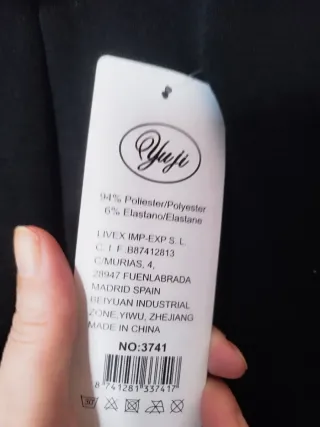 Yuji
94% Poliester/Polyester
6% Elastano/Elastane
LIVEX IMP-EXP S. L.
C. I. F. B87412813
C/MURIAS, 4,
28947 FUENLABRADA
MADRID SPAIN
BEIYUAN INDUSTRIAL
ZONE,YIWU, ZHEJIANG
MADE IN CHINA
NO:3741
8 741281 337417